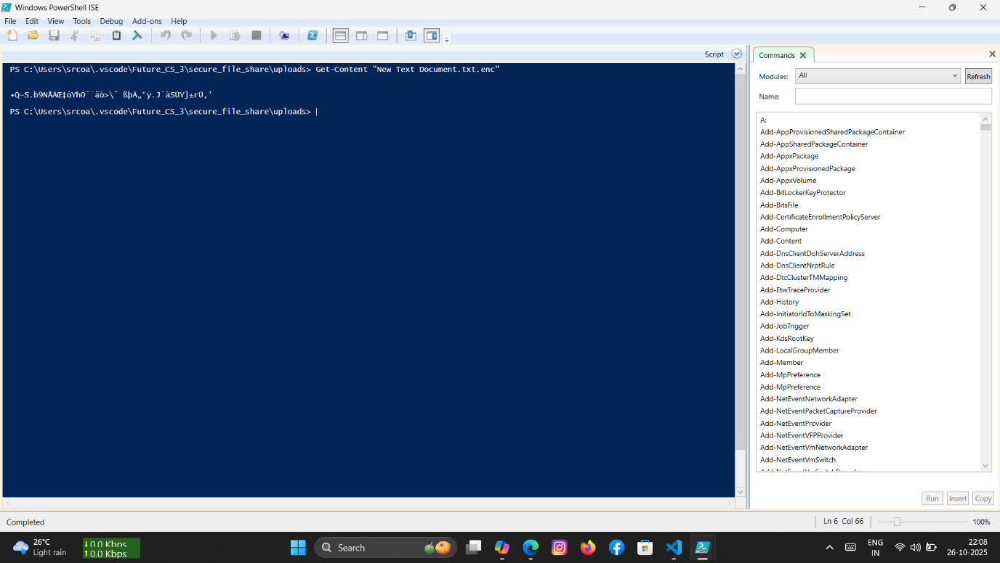 Windows PowerShell ISE
File Edit View Tools Debug Add-ons Help
Script
PS C:\Users\srcoa\.vscode\Future_CS_3\secure_file_share\uploads> Get-Content "New Text Document.txt.enc"
PS C:\Users\srcoa\.vscode\Future_CS_3\secure_file_share\uploads>
Commands
Modules: All Refresh
Name:
A:
Add-AppProvisionedSharedPackageContainer
Add-AppSharedPackageContainer
Add-AppxPackage
Add-AppxProvisionedPackage
Add-AppxVolume
Add-BitLockerKeyProtector
Add-BitsFile
Add-CertificateEnrollmentPolicyServer
Add-Computer
Add-Content
Add-DnsClientDohServerAddress
Add-DnsClientNrptRule
Add-DtcClusterTMMapping
Add-EtwTraceProvider
Add-History
Add-InitiatorIdToMaskingSet
Add-JobTrigger
Add-KdsRootKey
Add-LocalGroupMember
Add-Member
Add-MpPreference
Add-MpPreference
Add-NetEventNetworkAdapter
Add-NetEventPacketCaptureProvider
Add-NetEventProvider
Add-NetEventVFPProvider
Add-NetEventVmNetworkAdapter
Add-NetEventVmSwitch
Run Insert Copy
Completed
Ln 6 Col 66
100%
26°C
Light rain
0.0 Kbps
0.0 Kbps
Search
ENG
IN
22:08
26-10-2025